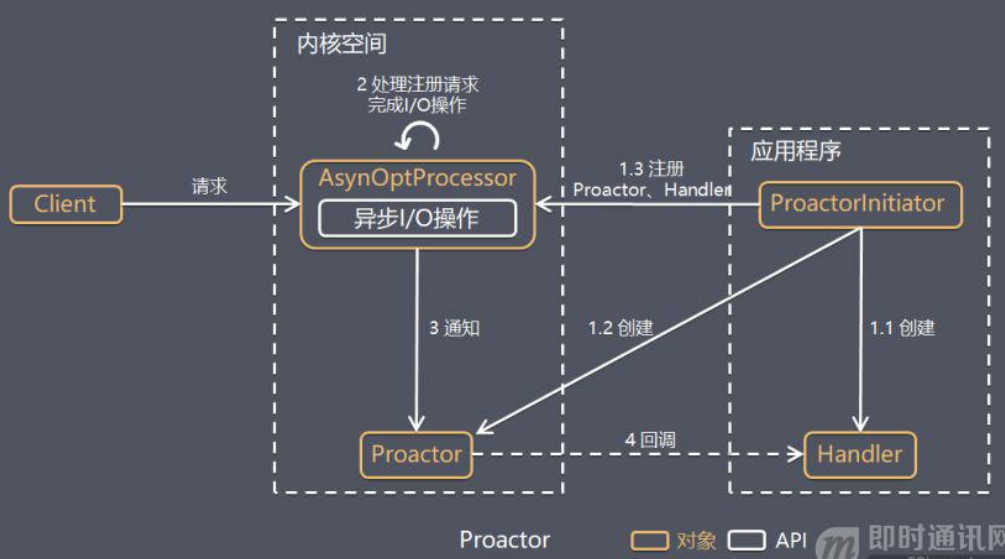 内核空间
2 处理注册请求
完成I/O操作
应用程序
Client
请求
AsynOptProcessor
异步I/O操作
1.3 注册
Proactor、Handler
ProactorInitiator
3 通知
1.2 创建
1.1 创建
Proactor
4 回调
Handler
Proactor
对象
API
即时通讯网